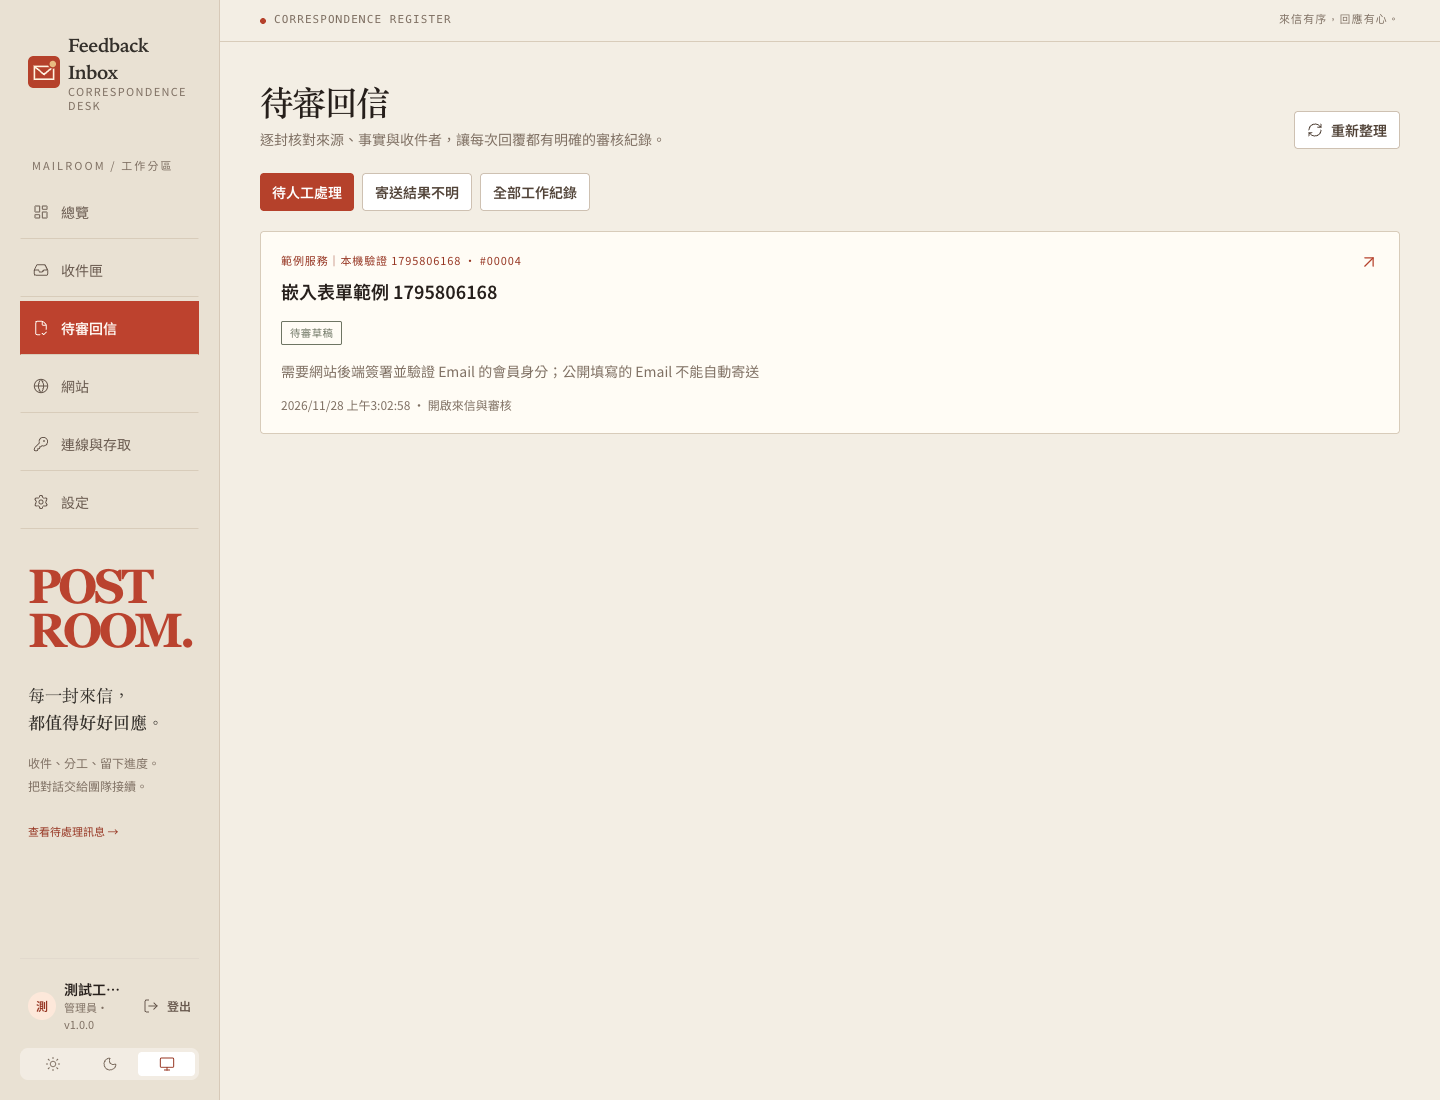 Feedback
Inbox
CORRESPONDENCE
DESK
MAILROOM / 工作分區
總覽
收件匣
待審回信
網站
連線與存取
設定
POST
ROOM.
每一封來信，
都值得好好回應。
收件、分工、留下進度。
把對話交給團隊接續。
查看待處理訊息 →
測
測試工…
管理員・
v1.0.0
登出
CORRESPONDENCE REGISTER
來信有序，回應有心。
待審回信
逐封核對來源、事實與收件者，讓每次回覆都有明確的審核紀錄。
重新整理
待人工處理
寄送結果不明
全部工作紀錄
範例服務｜本機驗證 1795806168 ・ #00004
嵌入表單範例 1795806168
待審草稿
需要網站後端簽署並驗證 Email 的會員身分；公開填寫的 Email 不能自動寄送
2026/11/28 上午3:02:58 ・ 開啟來信與審核